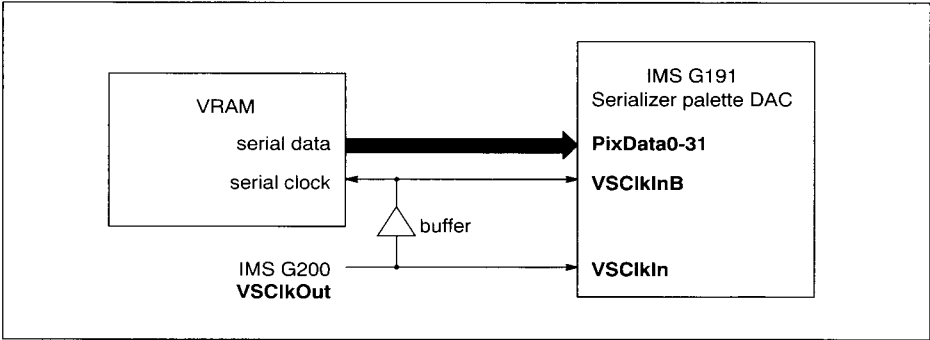 IMS G191
Serializer palette DAC
VRAM
serial data
PixData0-31
serial clock
VSClkInB
buffer
IMS G200
VSClkOut
VSClkIn